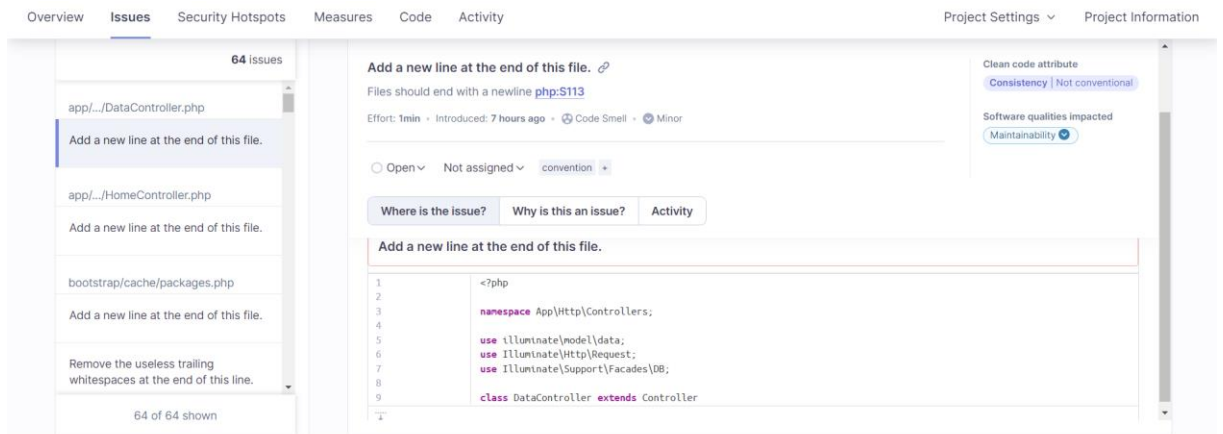 Overview Issues Security Hotspots Measures Code Activity Project Settings Project Information
64 issues
app/.../DataController.php
Add a new line at the end of this file.
app/.../HomeController.php
Add a new line at the end of this file.
bootstrap/cache/packages.php
Add a new line at the end of this file.
Remove the useless trailing
whitespaces at the end of this line.
64 of 64 shown
Add a new line at the end of this file.
Files should end with a newline php:S113
Effort: 1min • Introduced: 7 hours ago • Code Smell • Minor
Open Not assigned convention +
Clean code attribute
Consistency | Not conventional
Software qualities impacted
Maintainability
Where is the issue? Why is this an issue? Activity
Add a new line at the end of this file.
1 <?php
2
3 namespace App\Http\Controllers;
4
5 use illuminate\model\data;
6 use Illuminate\Http\Request;
7 use Illuminate\Support\Facades\DB;
8
9 class DataController extends Controller